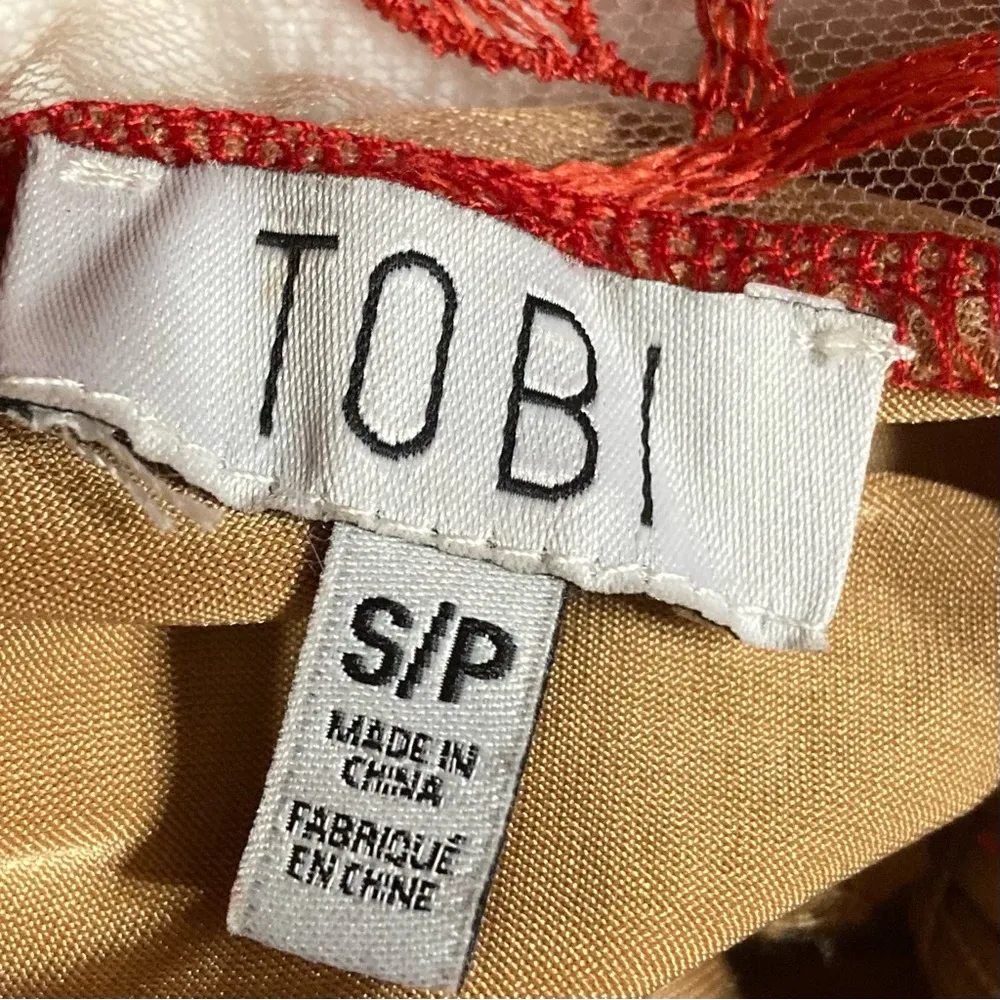 TOBI
S/P
MADE IN
CHINA
FABRIQUÉ
EN CHINE